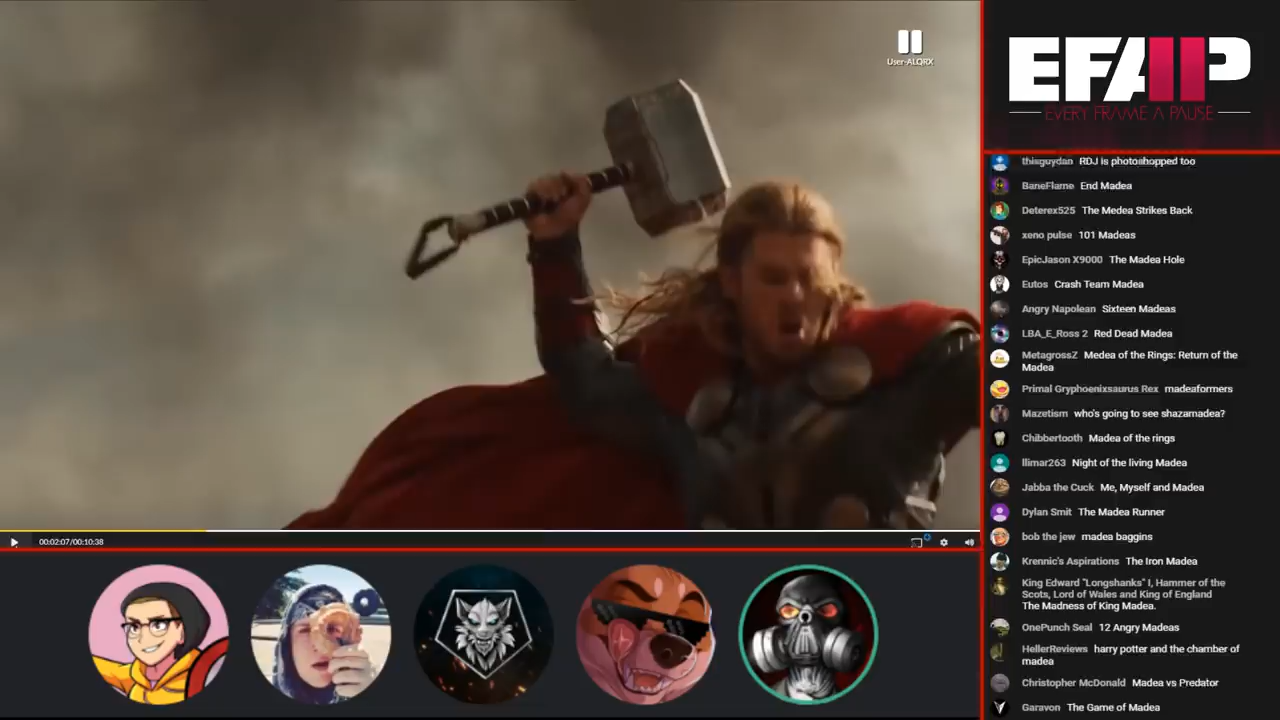 User-ALQRX
EFAP
EVERY FRAME A PAUSE
thisguydan RDJ is photoshopped too
BaneFlame End Madea
Deterex525 The Medea Strikes Back
xeno pulse 101 Madeas
EpicJason X9000 The Madea Hole
Eutos Crash Team Madea
Angry Napolean Sixteen Madeas
LBA_E_Ross 2 Red Dead Madea
MetagrossZ Medea of the Rings: Return of the
Madea
Primal Gryphoenixsaurus Rex madeaformers
Mazetism who's going to see shazamadea?
Chibbertooth Madea of the rings
llimar263 Night of the living Madea
Jabba the Cuck Me, Myself and Madea
Dylan Smit The Madea Runner
bob the jew madea baggins
Krennic's Aspirations The Iron Madea
King Edward "Longshanks" I, Hammer of the
Scots, Lord of Wales and King of England
The Madness of King Madea.
OnePunch Seal 12 Angry Madeas
HellerReviews harry potter and the chamber of
madea
Christopher McDonald Madea vs Predator
Garavon The Game of Madea
00:02:07/00:10:38